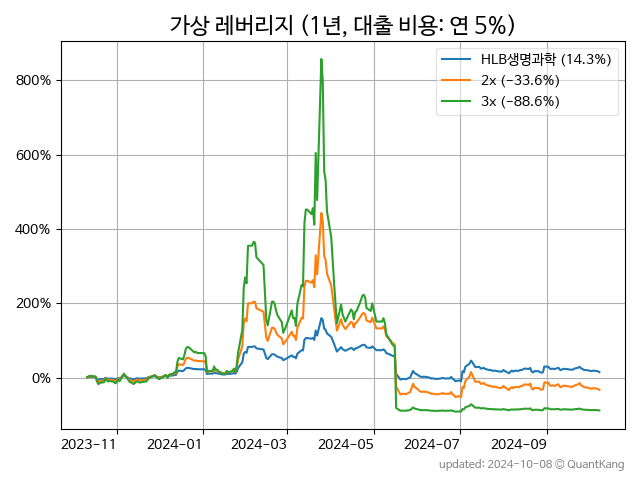 가상 레버리지 (1년, 대출 비용: 연 5%)
HLB생명과학 (14.3%)
2x (−33.6%)
3x (−88.6%)
800%
600%
400%
200%
0%
2023-11
2024-01
2024-03
2024-05
2024-07
2024-09
updated: 2024-10-08 © QuantKang